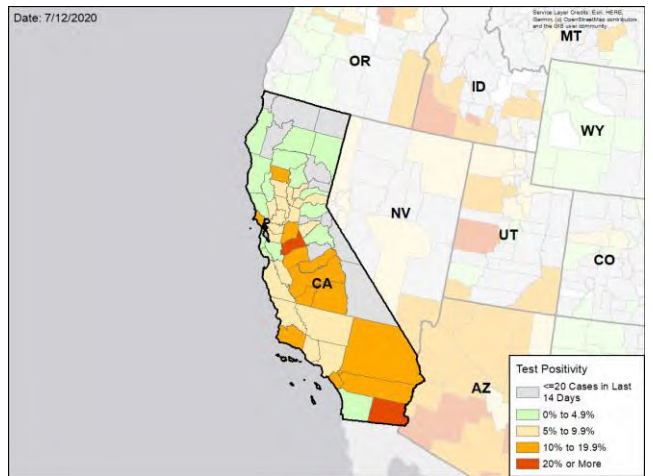 Date: 7/12/2020
Service Layer Credits: Esri, HERE,
Garmin, (c) OpenStreetMap contributors,
and the GIS user community
MT
OR
ID
WY
NV
UT
CO
CA
AZ
Test Positivity
<=20 Cases in Last
14 Days
0% to 4.9%
5% to 9.9%
10% to 19.9%
20% or More